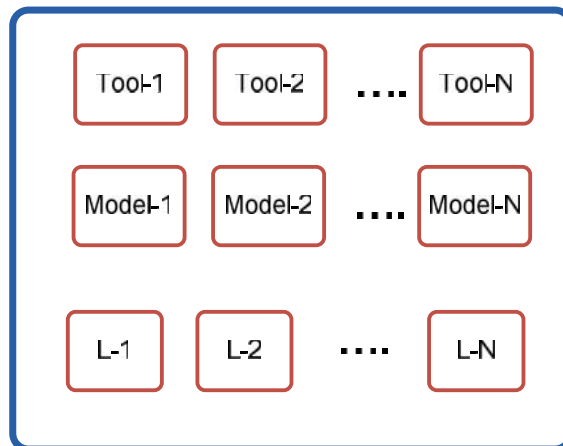 Tool-1 Tool-2 .... Tool-N
Model-1 Model-2 .... Model-N
L-1 L-2 .... L-N